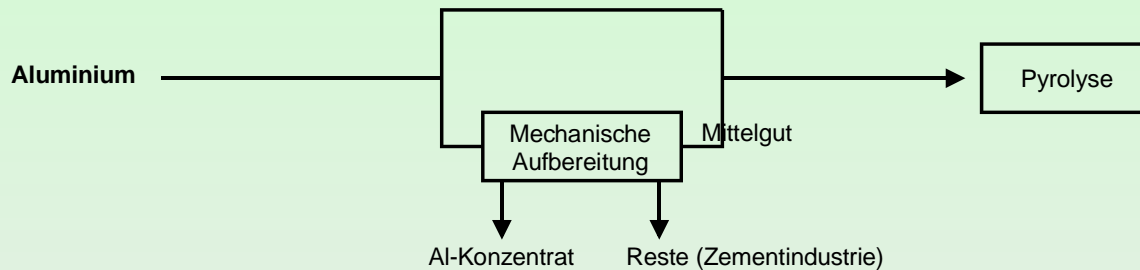 Aluminium
Pyrolyse
Mechanische
Aufbereitung
Mittelgut
Al-Konzentrat
Reste (Zementindustrie)